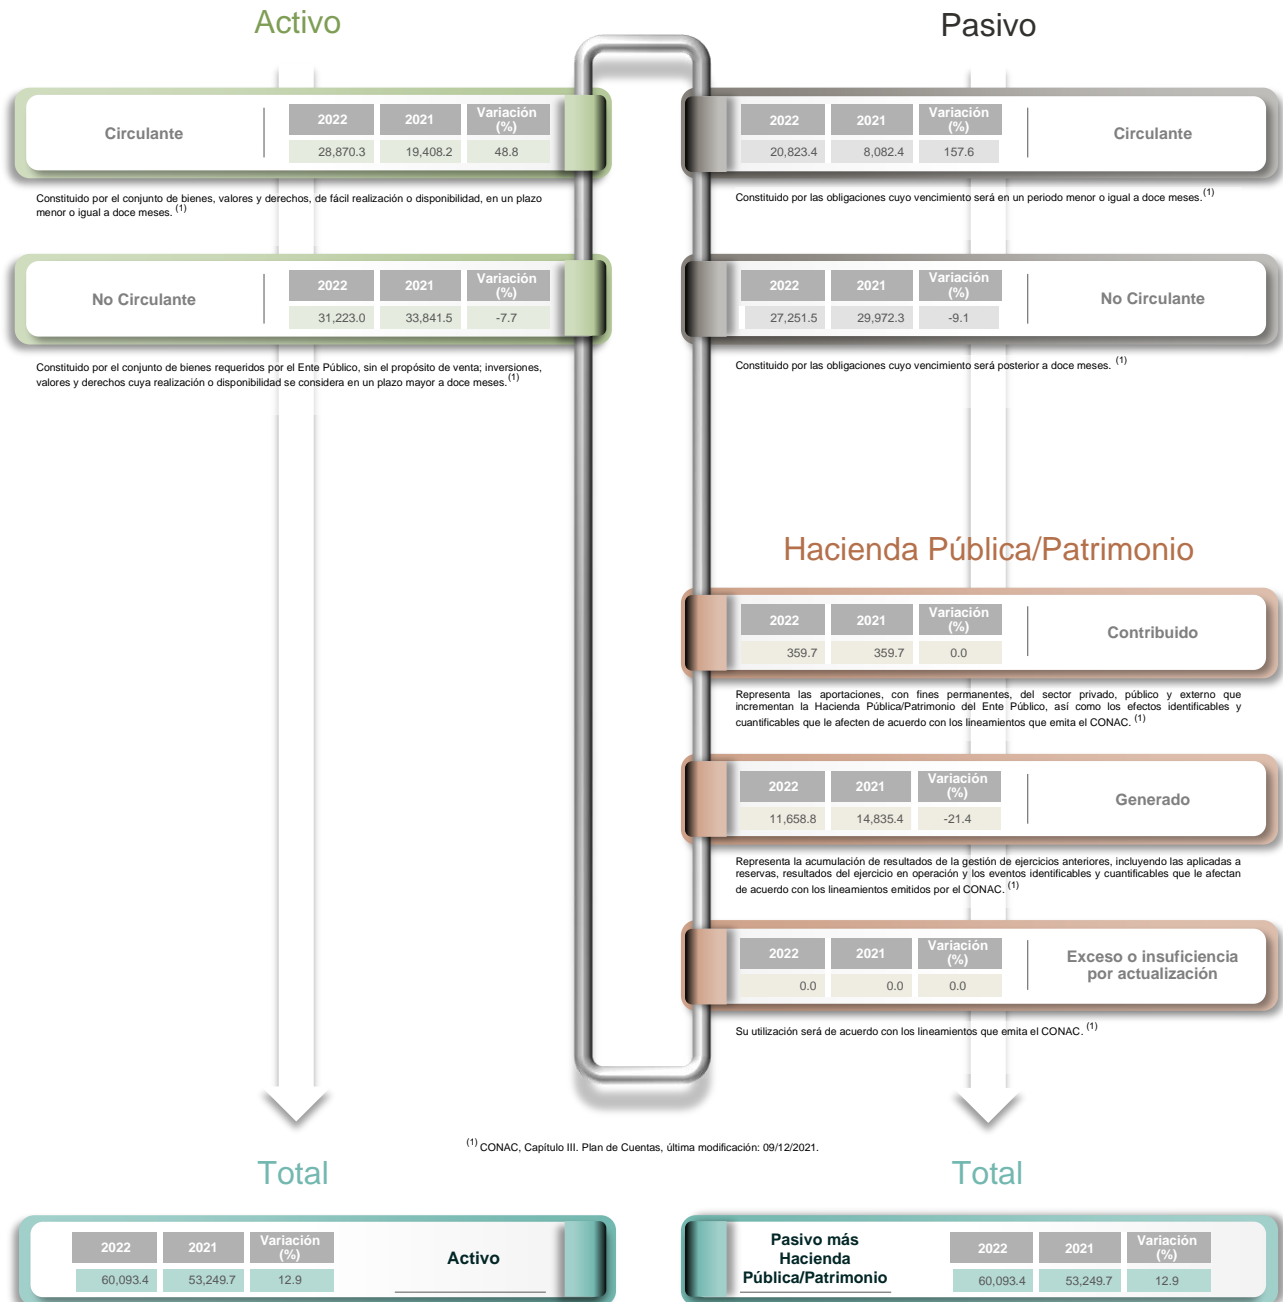 Activo
Circulante
2022 2021 Variación (%)
28,870.3 19,408.2 48.8
Constituido por el conjunto de bienes, valores y derechos, de fácil realización o disponibilidad, en un plazo
menor o igual a doce meses. (1)
No Circulante
2022 2021 Variación (%)
31,223.0 33,841.5 -7.7
Constituido por el conjunto de bienes requeridos por el Ente Público, sin el propósito de venta; inversiones,
valores y derechos cuya realización o disponibilidad se considera en un plazo mayor a doce meses. (1)
Pasivo
2022 2021 Variación (%)
20,823.4 8,082.4 157.6
Circulante
Constituido por las obligaciones cuyo vencimiento será en un periodo menor o igual a doce meses. (1)
2022 2021 Variación (%)
27,251.5 29,972.3 -9.1
No Circulante
Constituido por las obligaciones cuyo vencimiento será posterior a doce meses. (1)
Hacienda Pública/Patrimonio
2022 2021 Variación (%)
359.7 359.7 0.0
Contribuido
Representa las aportaciones, con fines permanentes, del sector privado, público y externo que
incrementan la Hacienda Pública/Patrimonio del Ente Público, así como los efectos identificables y
cuantificables que le afecten de acuerdo con los lineamientos que emita el CONAC. (1)
2022 2021 Variación (%)
11,658.8 14,835.4 -21.4
Generado
Representa la acumulación de resultados de la gestión de ejercicios anteriores, incluyendo las aplicadas a
reservas, resultados del ejercicio en operación y los eventos identificables y cuantificables que le afectan
de acuerdo con los lineamientos emitidos por el CONAC. (1)
2022 2021 Variación (%)
0.0 0.0 0.0
Exceso o insuficiencia
por actualización
Su utilización será de acuerdo con los lineamientos que emita el CONAC. (1)
(1) CONAC, Capítulo III. Plan de Cuentas, última modificación: 09/12/2021.
Total
2022 2021 Variación (%)
60,093.4 53,249.7 12.9
Activo
Total
Pasivo más
Hacienda
Pública/Patrimonio
2022 2021 Variación (%)
60,093.4 53,249.7 12.9